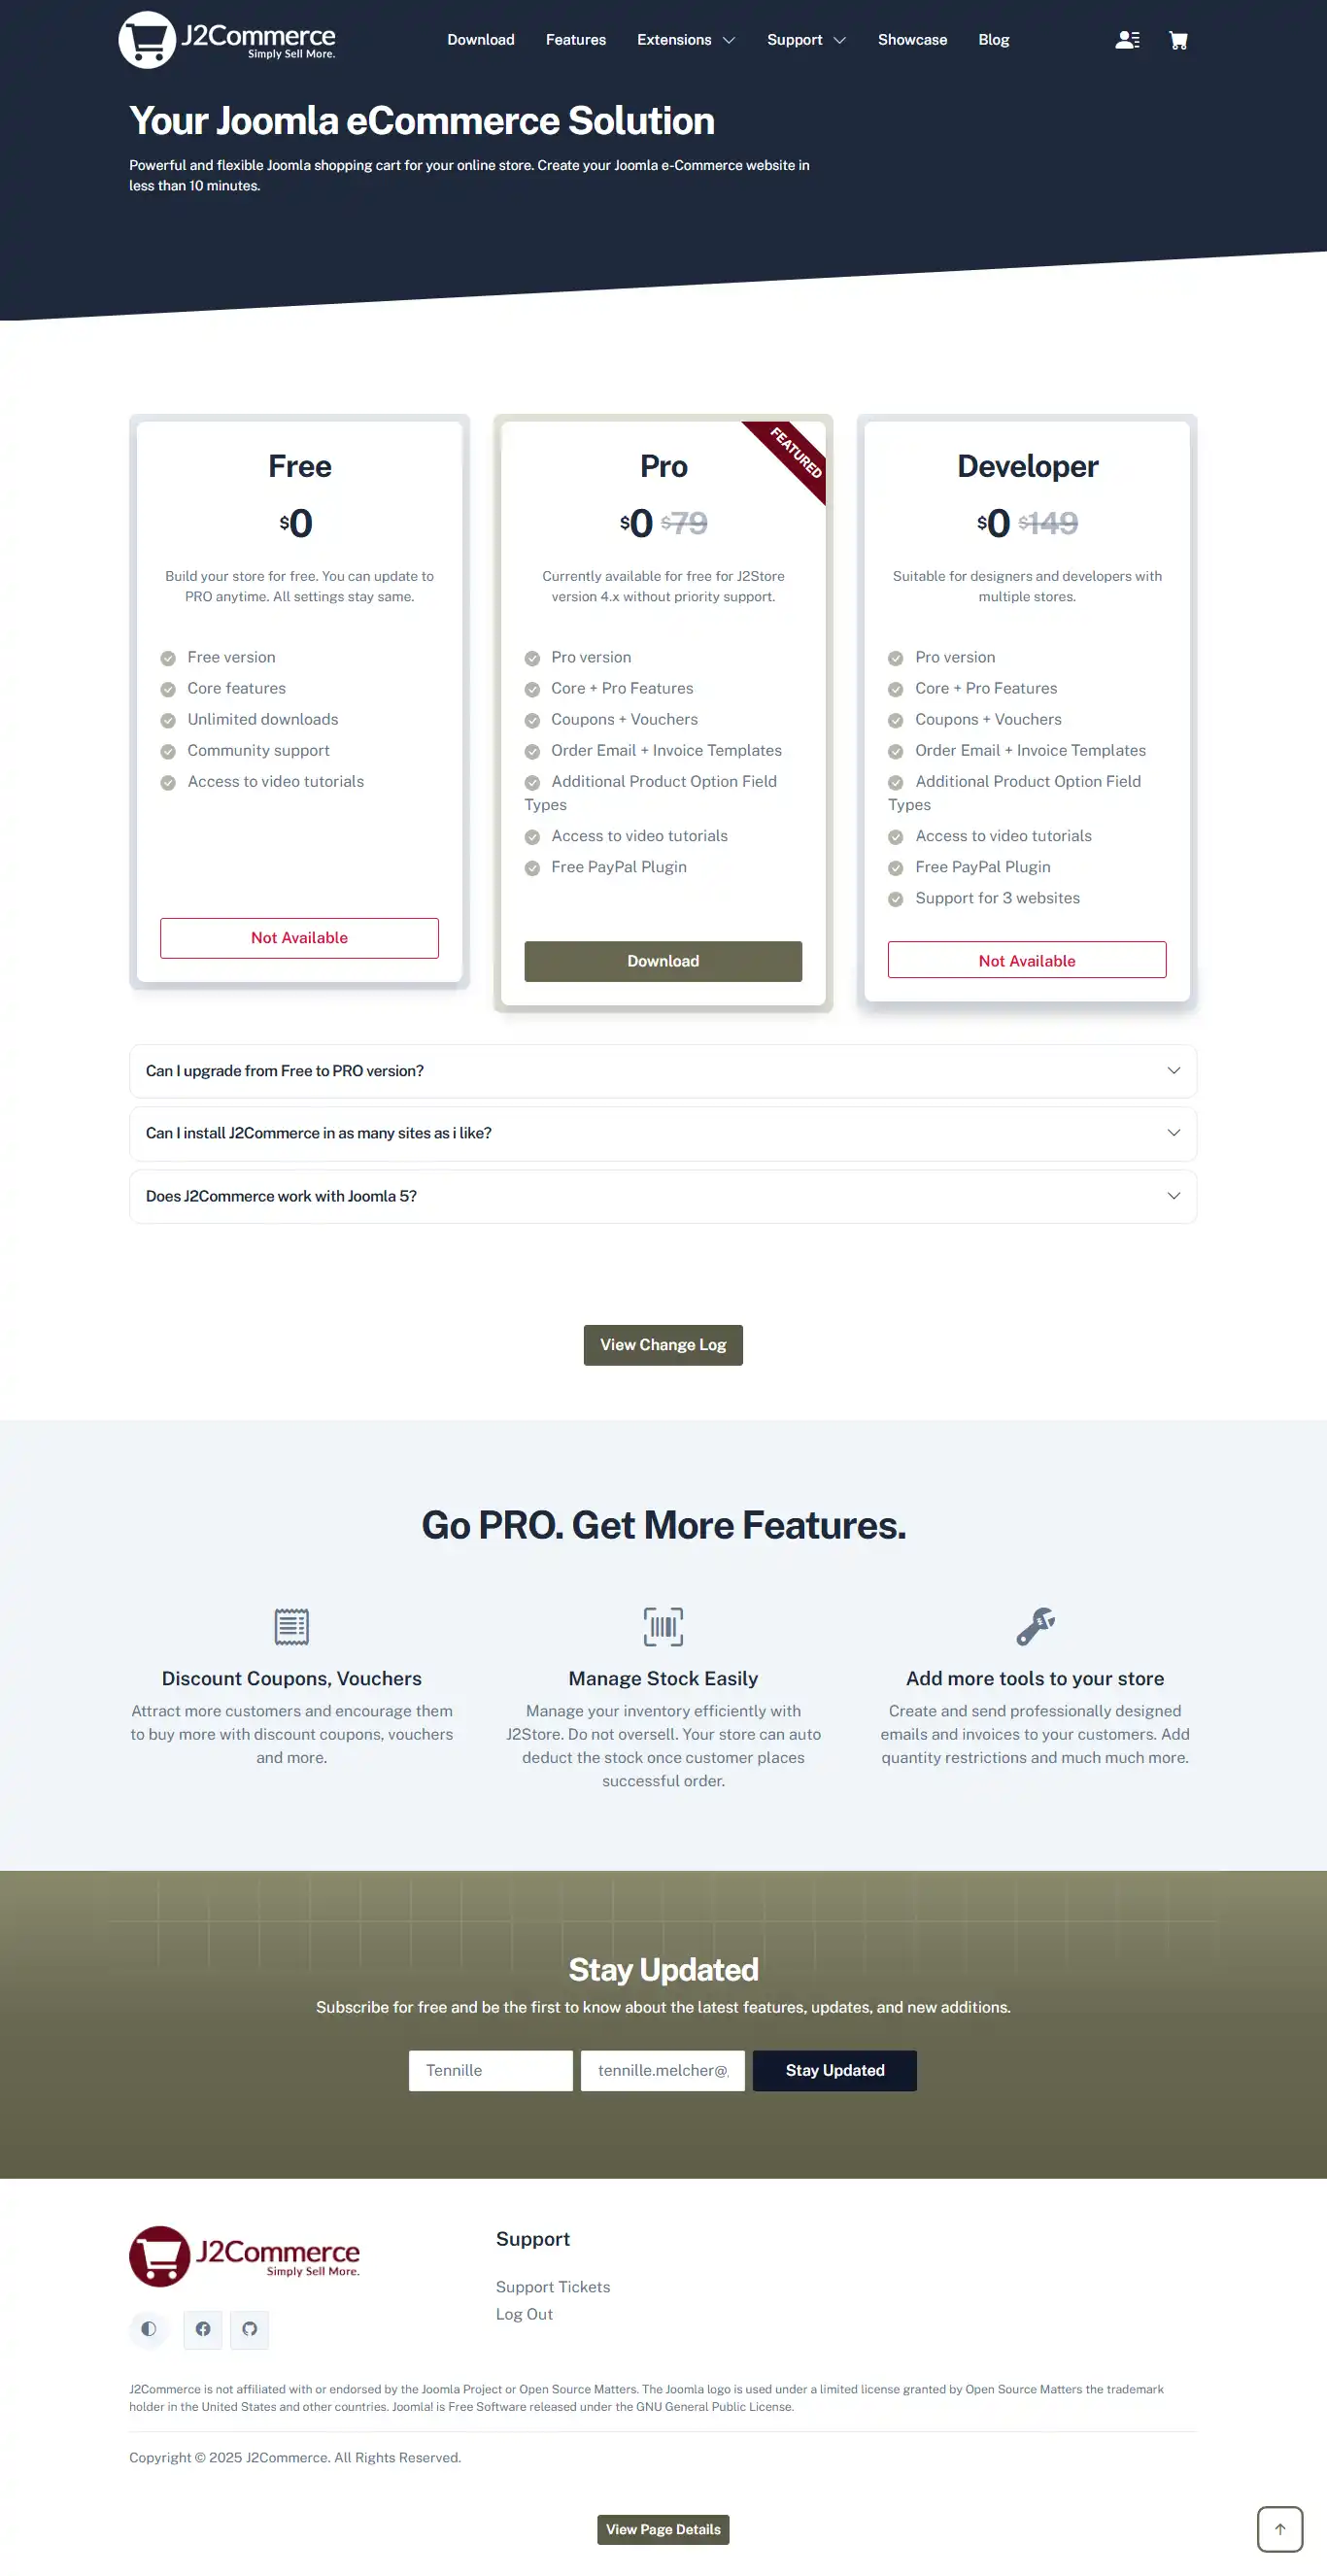 J2Commerce
Simply Sell More.
Download Features Extensions Support Showcase Blog
Your Joomla eCommerce Solution
Powerful and flexible Joomla shopping cart for your online store. Create your Joomla e-Commerce website in
less than 10 minutes.
Free
$0
Build your store for free. You can update to
PRO anytime. All settings stay same.
Free version
Core features
Unlimited downloads
Community support
Access to video tutorials
Not Available
FEATURED
Pro
$0 $79
Currently available for free for J2Store
version 4.x without priority support.
Pro version
Core + Pro Features
Coupons + Vouchers
Order Email + Invoice Templates
Additional Product Option Field
Types
Access to video tutorials
Free PayPal Plugin
Download
Developer
$0 $149
Suitable for designers and developers with
multiple stores.
Pro version
Core + Pro Features
Coupons + Vouchers
Order Email + Invoice Templates
Additional Product Option Field
Types
Access to video tutorials
Free PayPal Plugin
Support for 3 websites
Not Available
Can I upgrade from Free to PRO version?
Can I install J2Commerce in as many sites as i like?
Does J2Commerce work with Joomla 5?
View Change Log
Go PRO. Get More Features.
Discount Coupons, Vouchers
Attract more customers and encourage them
to buy more with discount coupons, vouchers
and more.
Manage Stock Easily
Manage your inventory efficiently with
J2Store. Do not oversell. Your store can auto
deduct the stock once customer places
successful order.
Add more tools to your store
Create and send professionally designed
emails and invoices to your customers. Add
quantity restrictions and much much more.
Stay Updated
Subscribe for free and be the first to know about the latest features, updates, and new additions.
Tennille
tennille.melcher@
Stay Updated
J2Commerce
Simply Sell More.
Support
Support Tickets
Log Out
J2Commerce is not affiliated with or endorsed by the Joomla Project or Open Source Matters. The Joomla logo is used under a limited license granted by Open Source Matters the trademark
holder in the United States and other countries. Joomla! is Free Software released under the GNU General Public License.
Copyright © 2025 J2Commerce. All Rights Reserved.
View Page Details